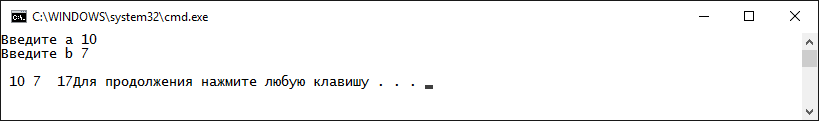 C:\WINDOWS\system32\cmd.exe
Введите a 10
Введите b 7
10 7  17Для продолжения нажмите любую клавишу . . .